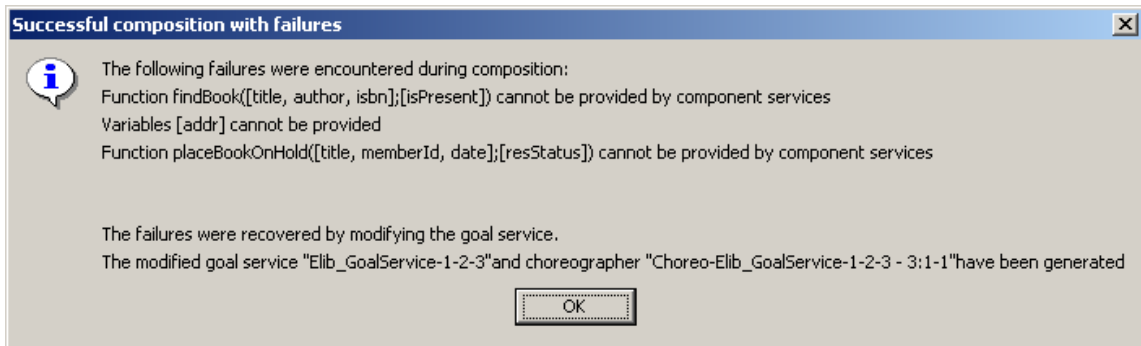 Successful composition with failures
The following failures were encountered during composition:
Function findBook([title, author, isbn];[isPresent]) cannot be provided by component services
Variables [addr] cannot be provided
Function placeBookOnHold([title, memberId, date];[resStatus]) cannot be provided by component services
The failures were recovered by modifying the goal service.
The modified goal service "Elib_GoalService-1-2-3"and choreographer "Choreo-Elib_GoalService-1-2-3 - 3:1-1"have been generated
OK